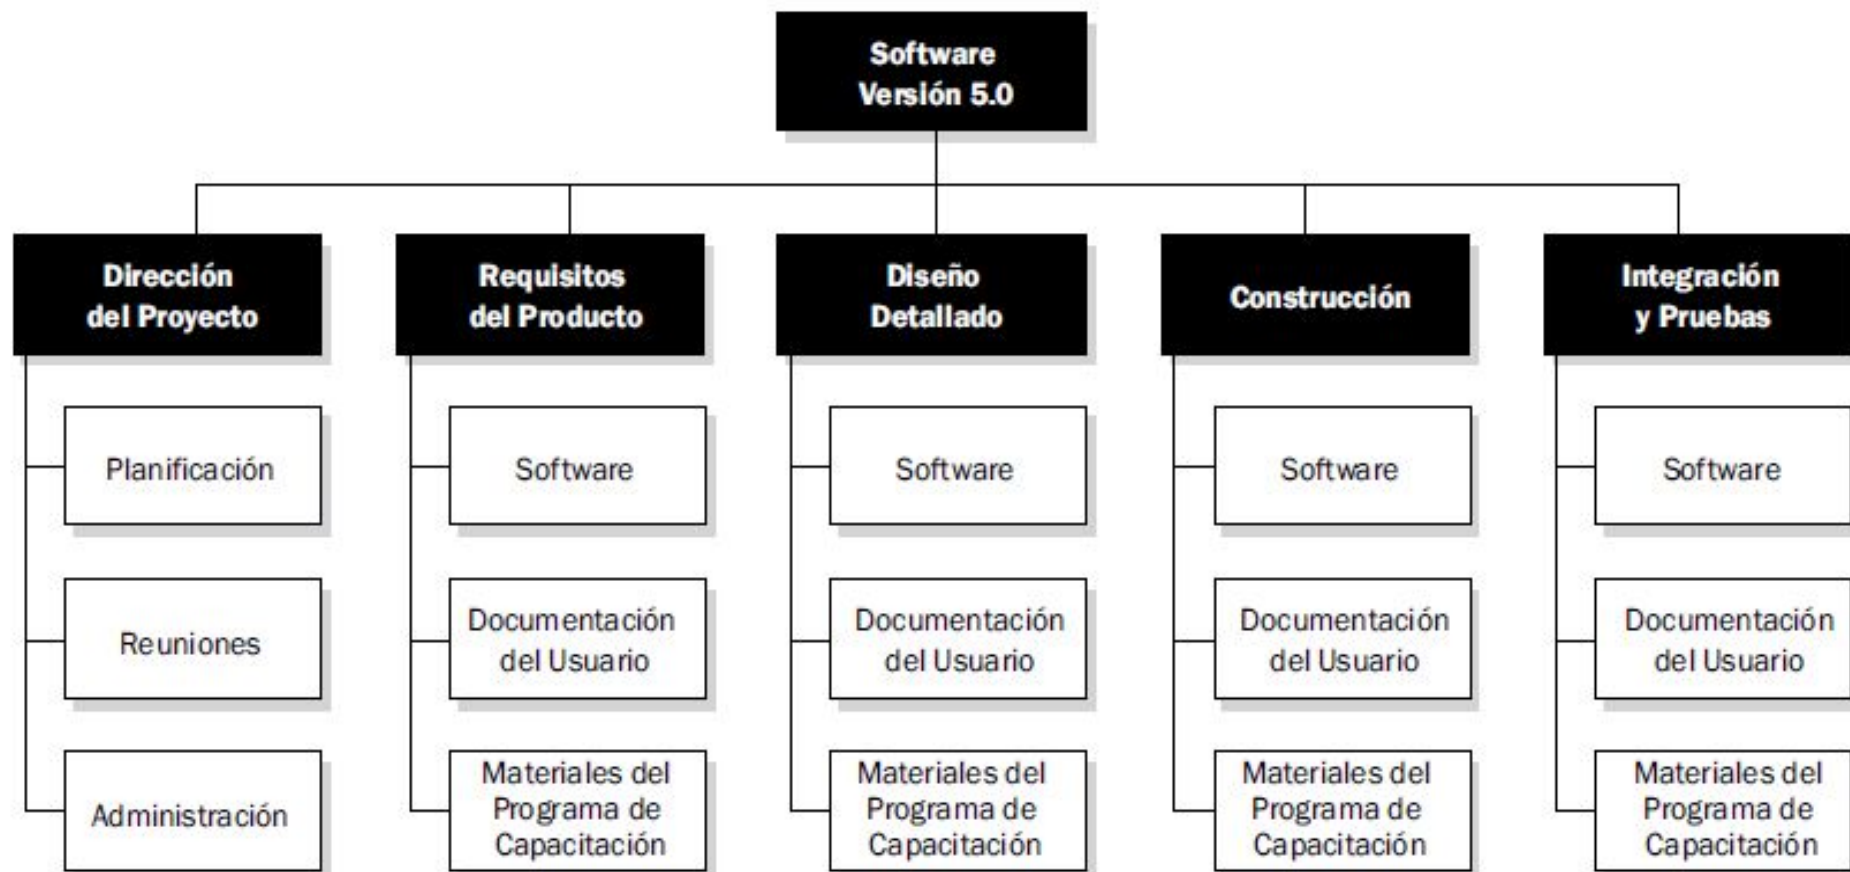 Software
Versión 5.0
Dirección
del Proyecto
Requisitos
del Producto
Diseño
Detallado
Construcción
Integración
y Pruebas
Planificación
Software
Software
Software
Software
Reuniones
Documentación
del Usuario
Documentación
del Usuario
Documentación
del Usuario
Documentación
del Usuario
Administración
Materiales del
Programa de
Capacitación
Materiales del
Programa de
Capacitación
Materiales del
Programa de
Capacitación
Materiales del
Programa de
Capacitación